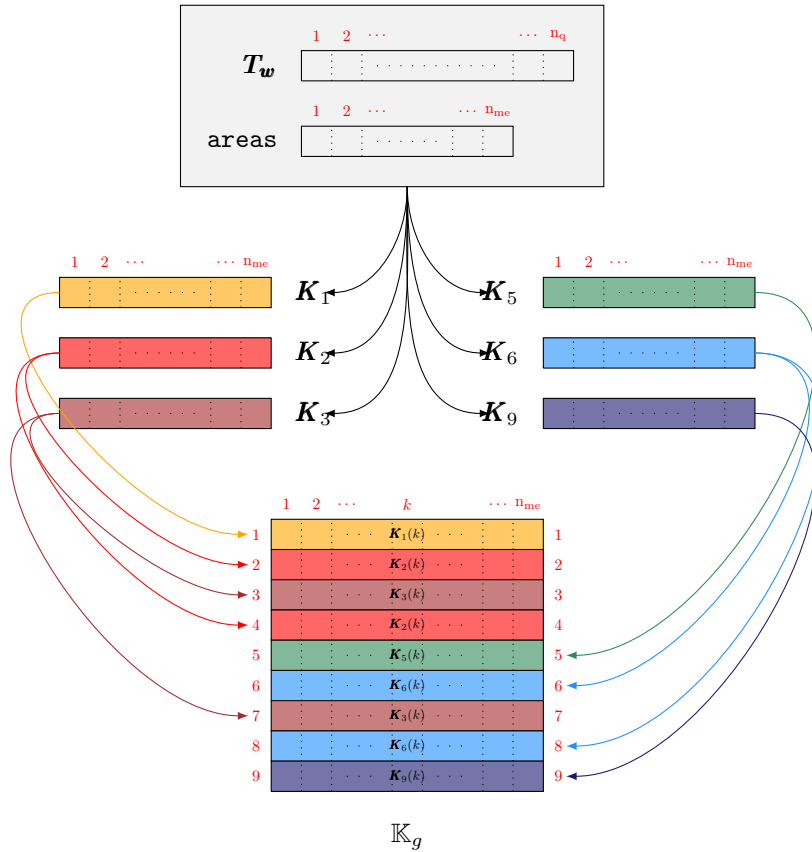 1 2 ··· ··· n_q
T_w
1 2 ··· ··· n_me
areas
1 2 ··· ··· n_me
1 2 ··· ··· n_me
K_1 K_5
K_2 K_6
K_3 K_9
1 2 ··· k ··· n_me
1 K_1(k) 1
2 K_2(k) 2
3 K_3(k) 3
4 K_2(k) 4
5 K_5(k) 5
6 K_6(k) 6
7 K_3(k) 7
8 K_6(k) 8
9 K_9(k) 9
𝕂_g